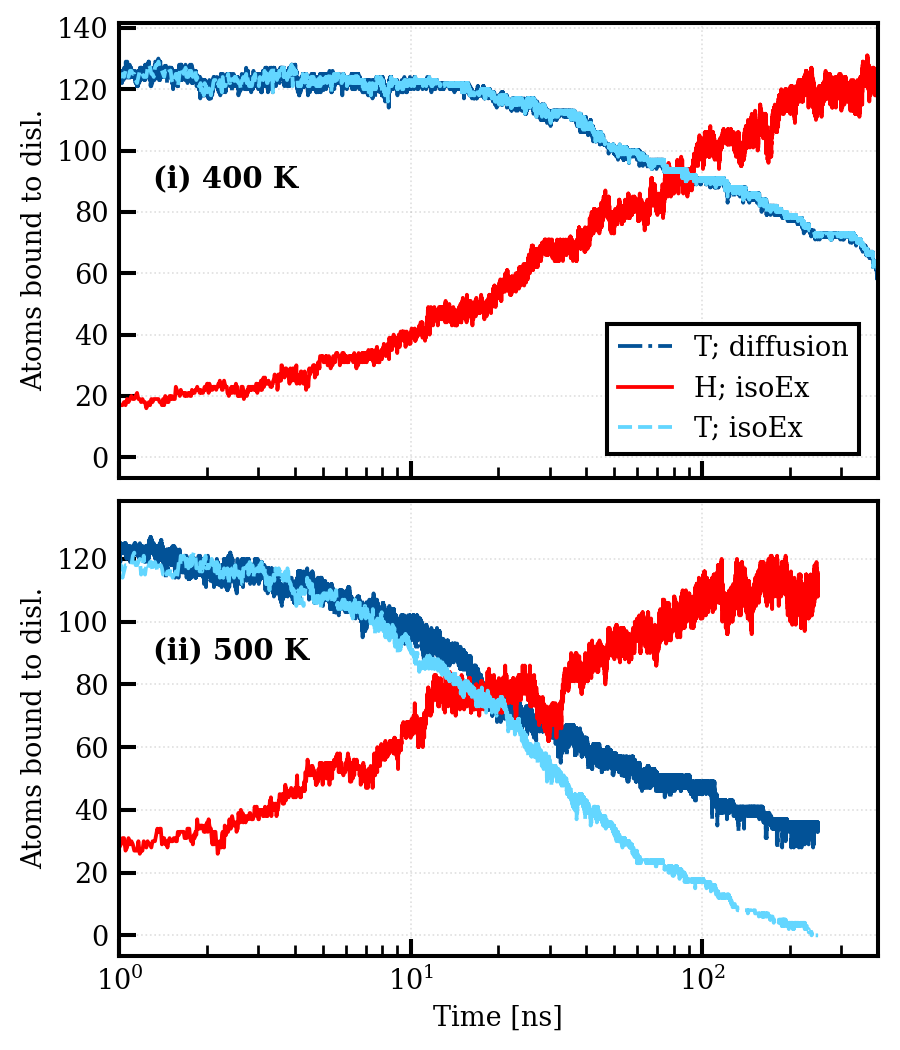 140
120
100
80
60
40
20
0
Atoms bound to disl.
(i) 400 K
T; diffusion
H; isoEx
T; isoEx
120
100
80
60
40
20
0
Atoms bound to disl.
(ii) 500 K
10⁰ 10¹ 10²
Time [ns]